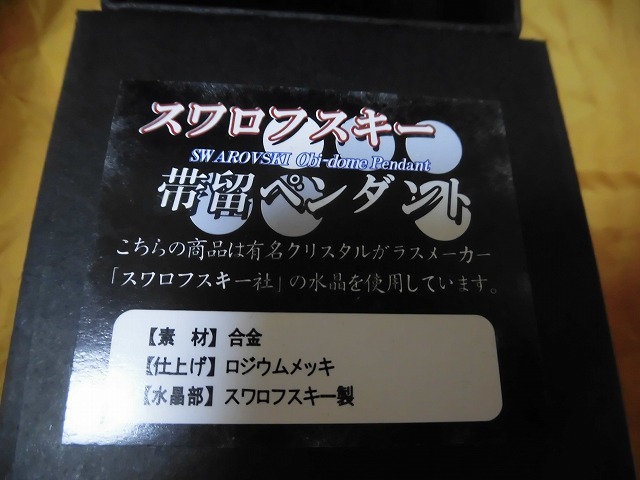 スワロフスキー
SWAROVSKI Obi-dome Pendant
帯留ペンダント
こちらの商品は有名クリスタルガラスメーカー
「スワロフスキー社」の水晶を使用しています。
【素　材】合金
【仕上げ】ロジウムメッキ
【水晶部】スワロフスキー製